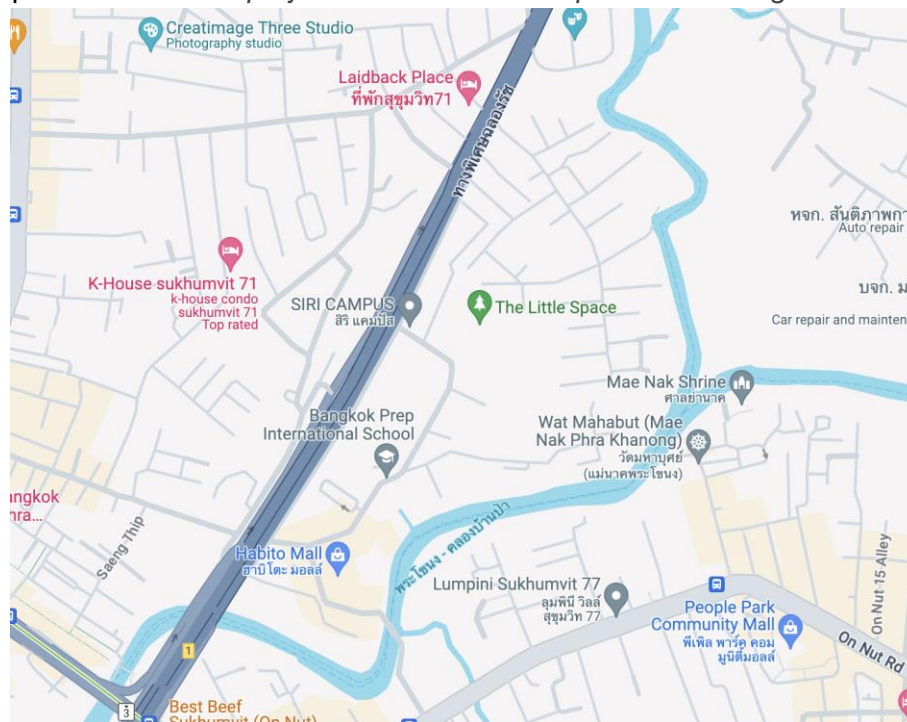 Creatimage Three Studio
Photography studio
Laidback Place
ที่พักสุขุมวิท71
ทางพิเศษฉลองรัช
หจก. สันติภาพกา
Auto repair
K-House sukhumvit 71
k-house condo
sukhumvit 71
Top rated
SIRI CAMPUS
สิริ แคมปัส
The Little Space
บจก. ม
Car repair and mainten
Mae Nak Shrine
ศาลย่านาค
Bangkok Prep
International School
Wat Mahabut (Mae
Nak Phra Khanong)
วัดมหาบุศย์
(แม่นาคพระโขนง)
angkok
hra...
Saeng Thip
พระโขนง - คลองบ้านป่า
Habito Mall
ฮาบิโตะ มอลล์
Lumpini Sukhumvit 77
ลุมพินี วิลล์
สุขุมวิท 77
People Park
Community Mall
พีเพิล พาร์ค คอม
มูนิตี้มอลล์
On Nut 15 Alley
On Nut Rd
1
3
Best Beef
Sukhumvit (On Nut)